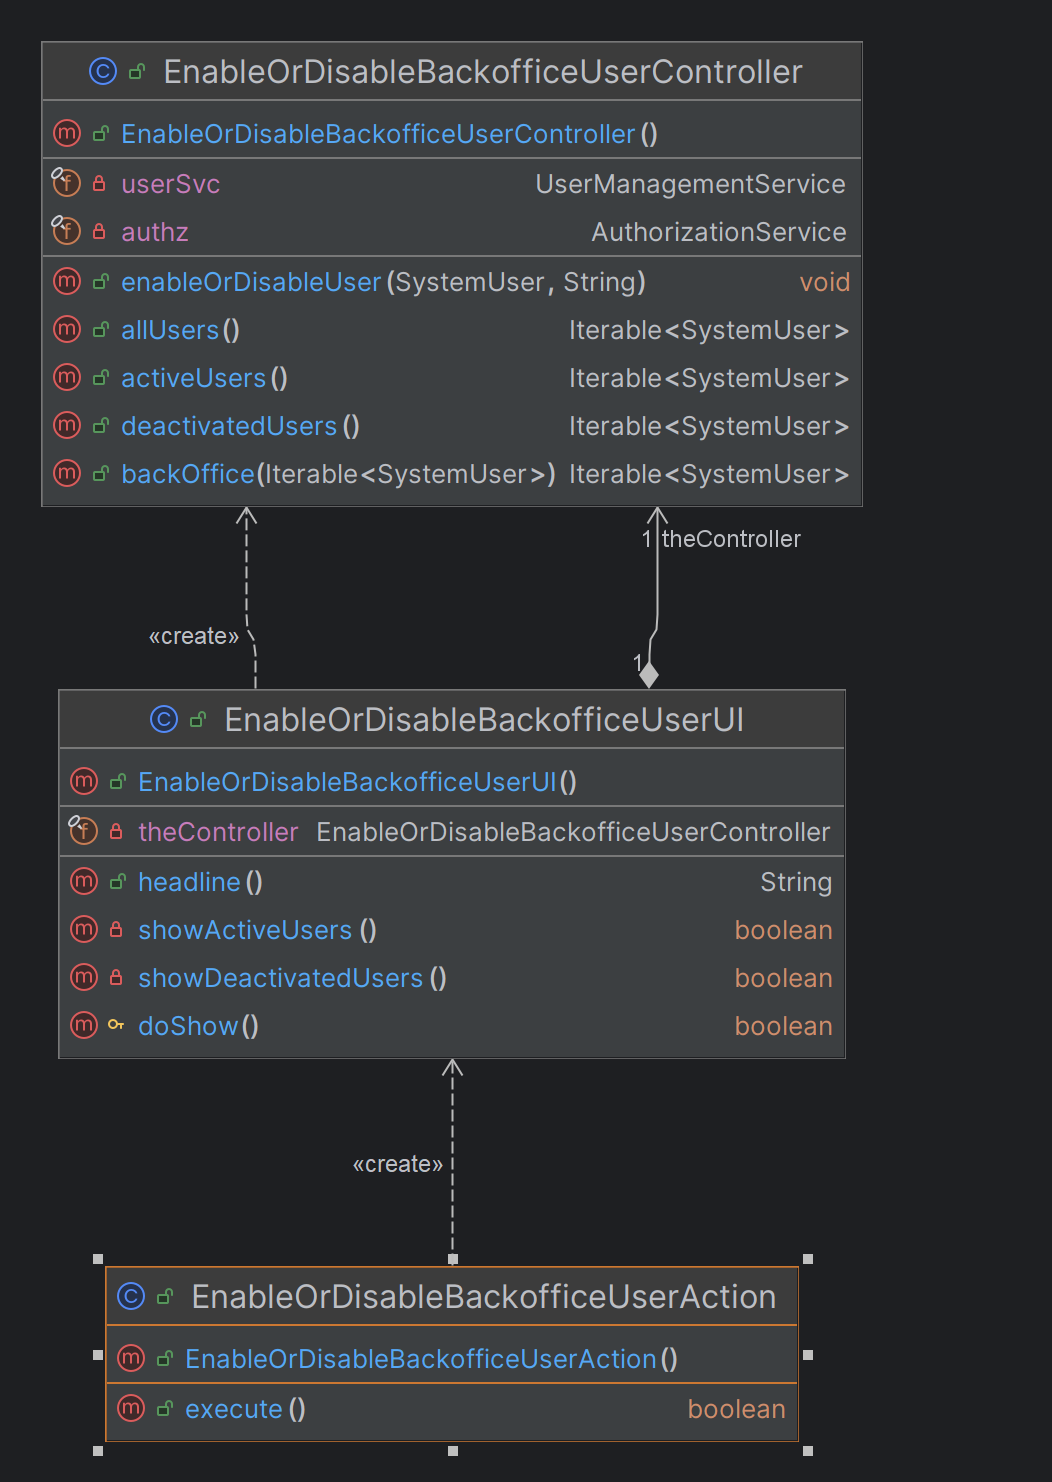 EnableOrDisableBackofficeUserController
EnableOrDisableBackofficeUserController()
userSvc UserManagementService
authz AuthorizationService
enableOrDisableUser(SystemUser, String) void
allUsers() Iterable<SystemUser>
activeUsers() Iterable<SystemUser>
deactivatedUsers() Iterable<SystemUser>
backOffice(Iterable<SystemUser>) Iterable<SystemUser>
1 theController
«create»
1
EnableOrDisableBackofficeUserUI
EnableOrDisableBackofficeUserUI()
theController EnableOrDisableBackofficeUserController
headline() String
showActiveUsers() boolean
showDeactivatedUsers() boolean
doShow() boolean
«create»
EnableOrDisableBackofficeUserAction
EnableOrDisableBackofficeUserAction()
execute() boolean